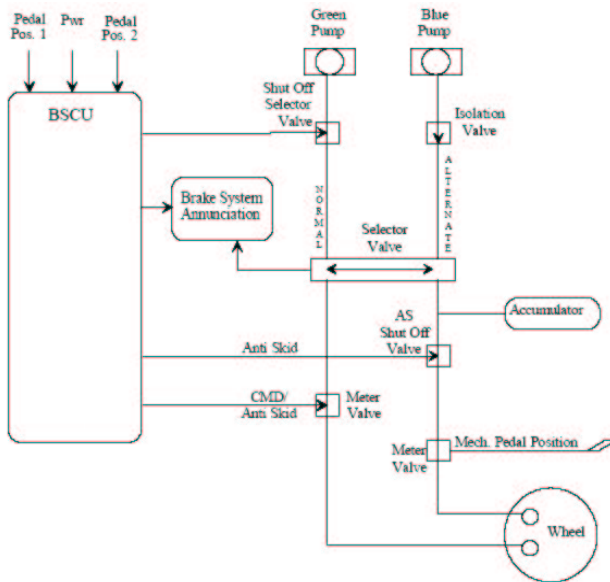 Pedal
Pos. 1
Pwr
Pedal
Pos. 2
Green
Pump
Blue
Pump
BSCU
Shut Off
Selector
Valve
Isolation
Valve
NORMAL
ALTERNATE
Brake System
Annunciation
Selector
Valve
Accumulator
AS
Shut Off
Valve
Anti Skid
CMD/
Anti Skid
Meter
Valve
Meter
Valve
Mech. Pedal Position
Wheel